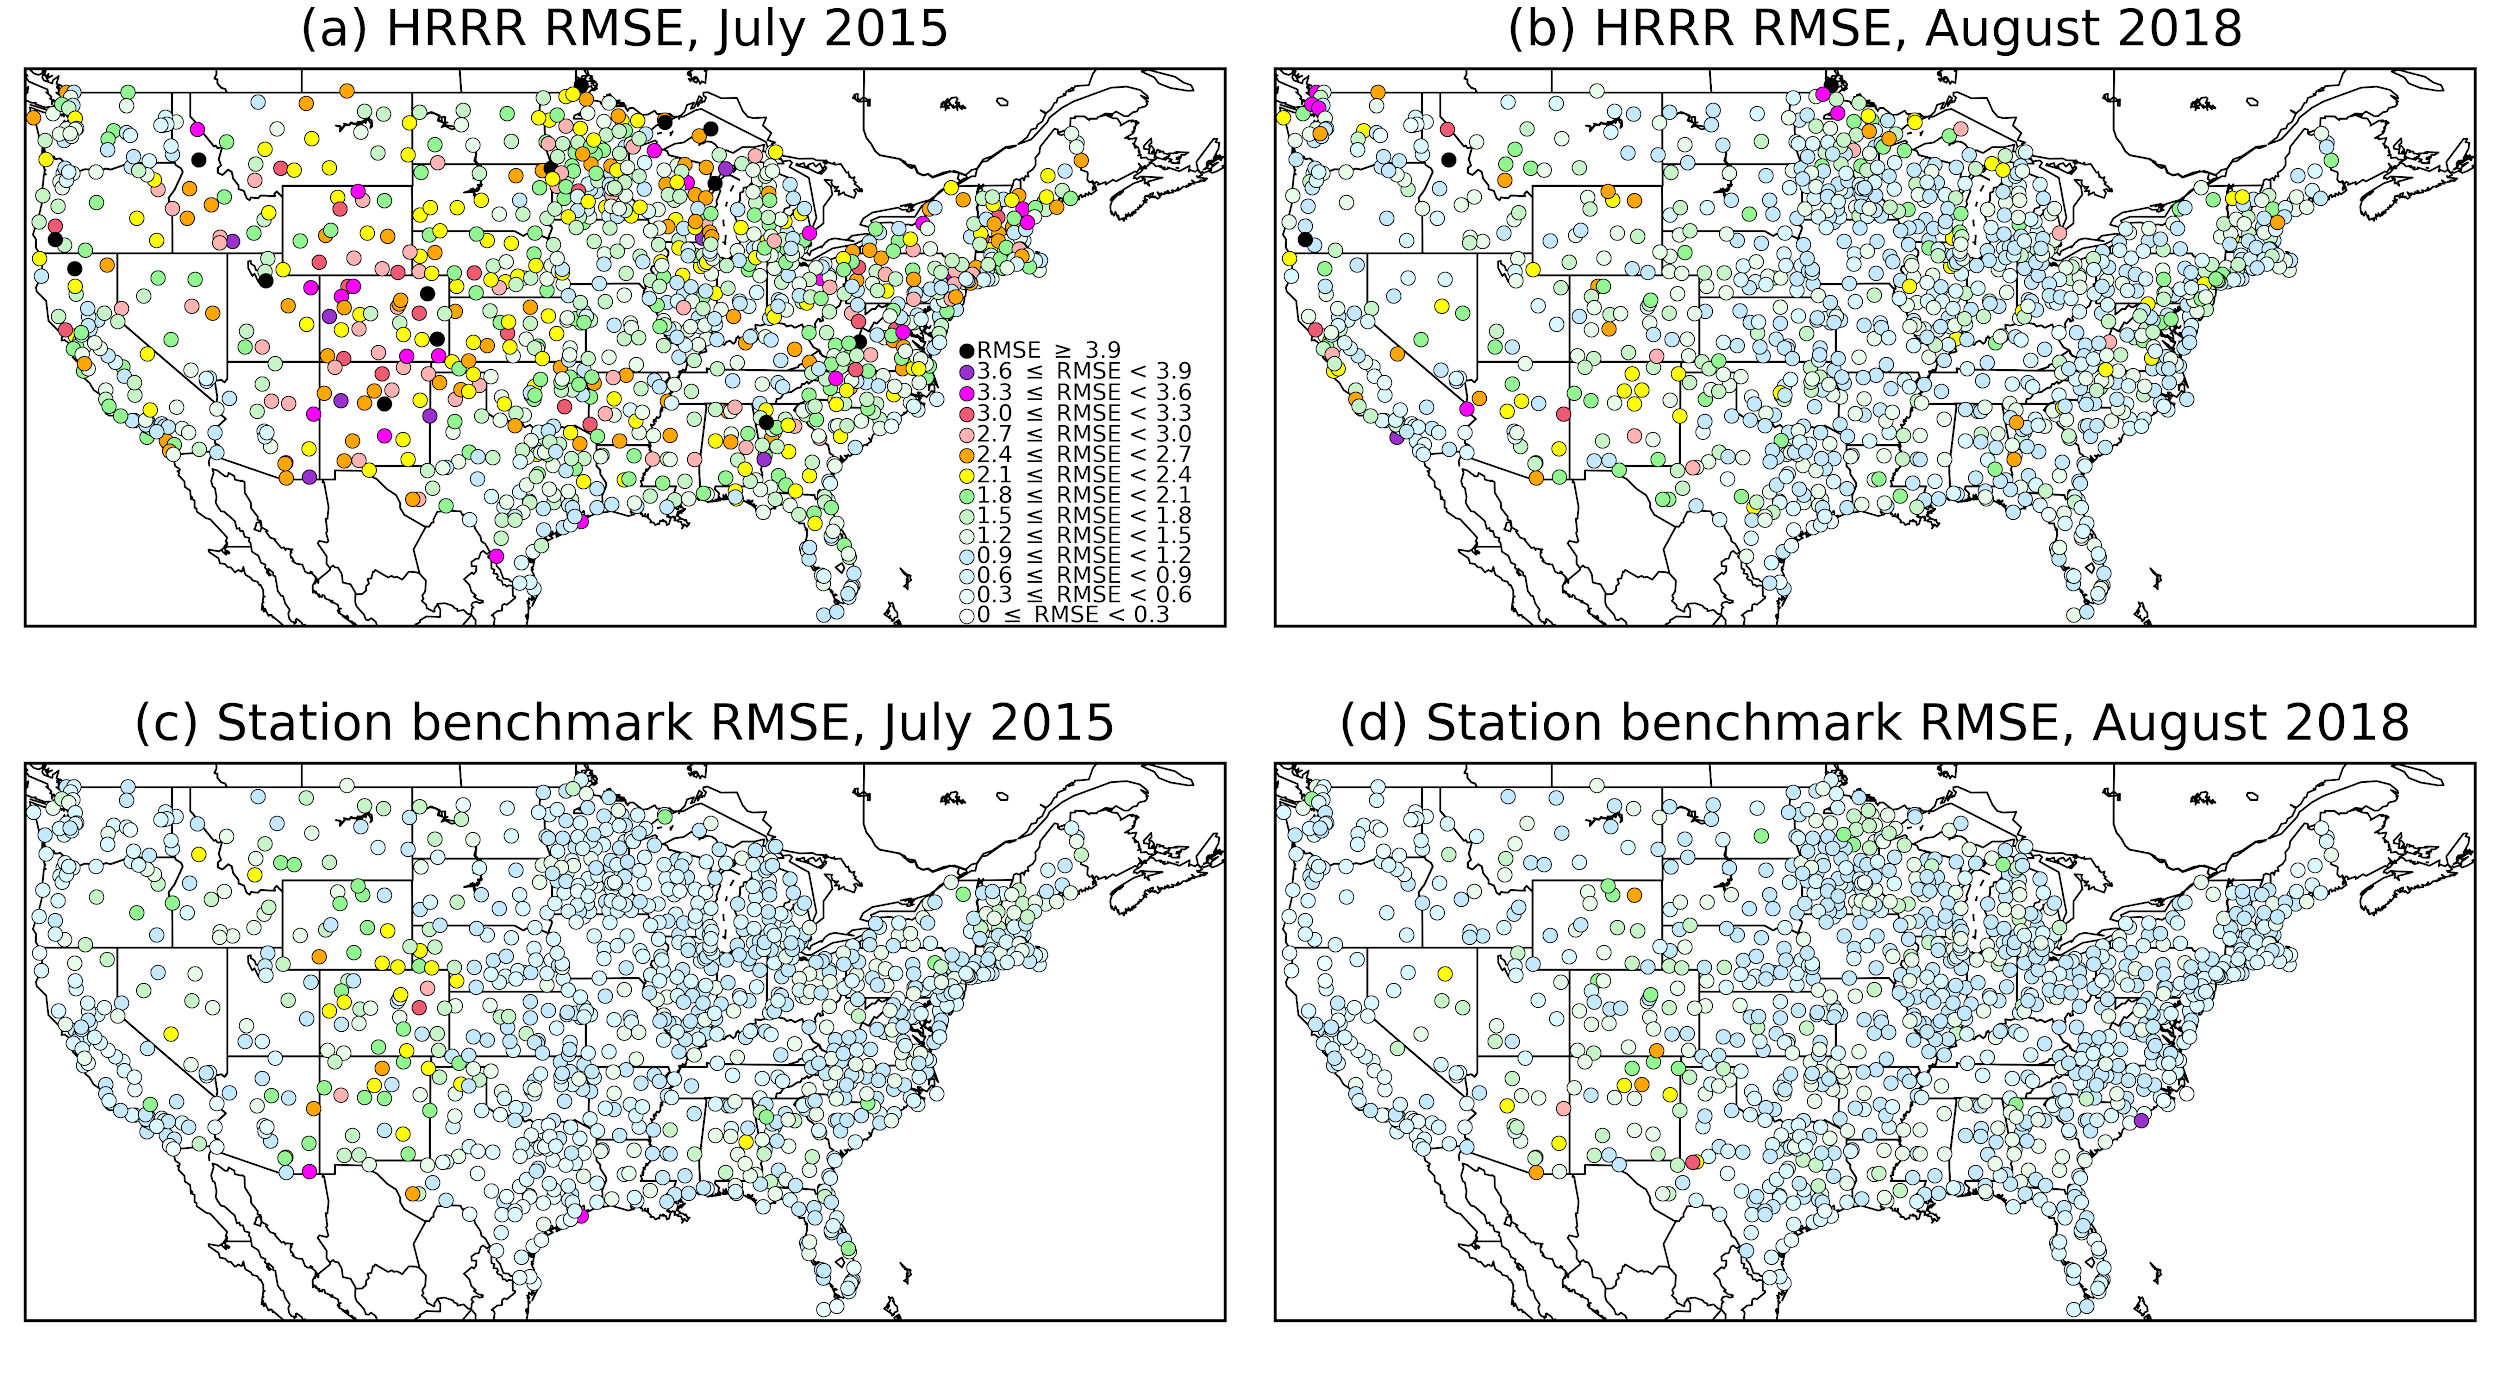 (a) HRRR RMSE, July 2015
(b) HRRR RMSE, August 2018
RMSE ≥ 3.9
3.6 ≤ RMSE < 3.9
3.3 ≤ RMSE < 3.6
3.0 ≤ RMSE < 3.3
2.7 ≤ RMSE < 3.0
2.4 ≤ RMSE < 2.7
2.1 ≤ RMSE < 2.4
1.8 ≤ RMSE < 2.1
1.5 ≤ RMSE < 1.8
1.2 ≤ RMSE < 1.5
0.9 ≤ RMSE < 1.2
0.6 ≤ RMSE < 0.9
0.3 ≤ RMSE < 0.6
0 ≤ RMSE < 0.3
(c) Station benchmark RMSE, July 2015
(d) Station benchmark RMSE, August 2018